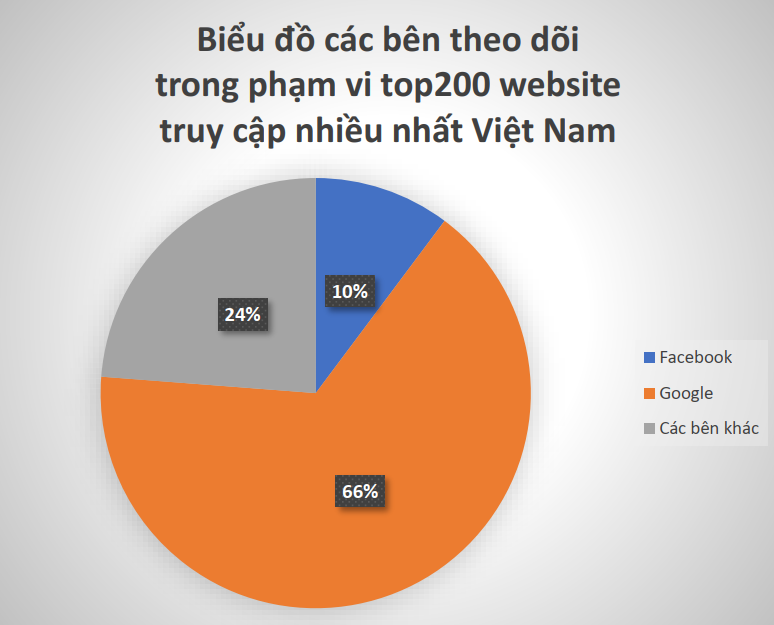 Biểu đồ các bên theo dõi
trong phạm vi top200 website
truy cập nhiều nhất Việt Nam
10%
24%
66%
Facebook
Google
Các bên khác